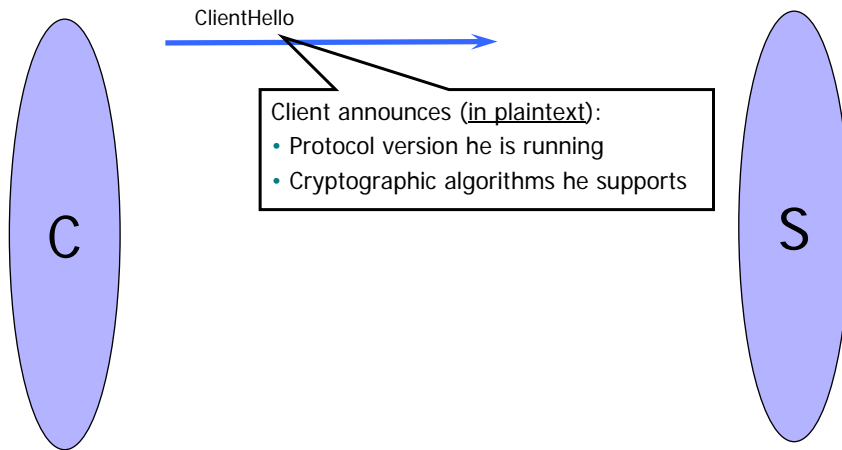 ClientHello
Client announces (in plaintext):
• Protocol version he is running
• Cryptographic algorithms he supports
C
S